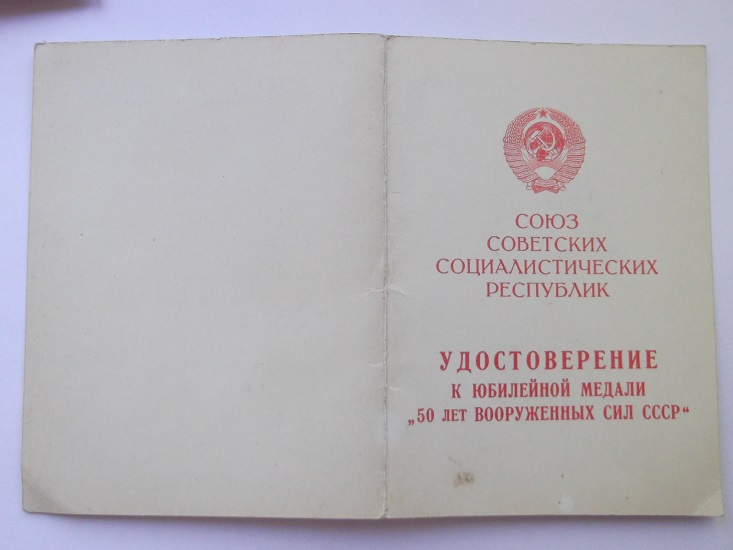 СОЮЗ
СОВЕТСКИХ
СОЦИАЛИСТИЧЕСКИХ
РЕСПУБЛИК
УДОСТОВЕРЕНИЕ
К ЮБИЛЕЙНОЙ МЕДАЛИ
„50 ЛЕТ ВООРУЖЕННЫХ СИЛ СССР“